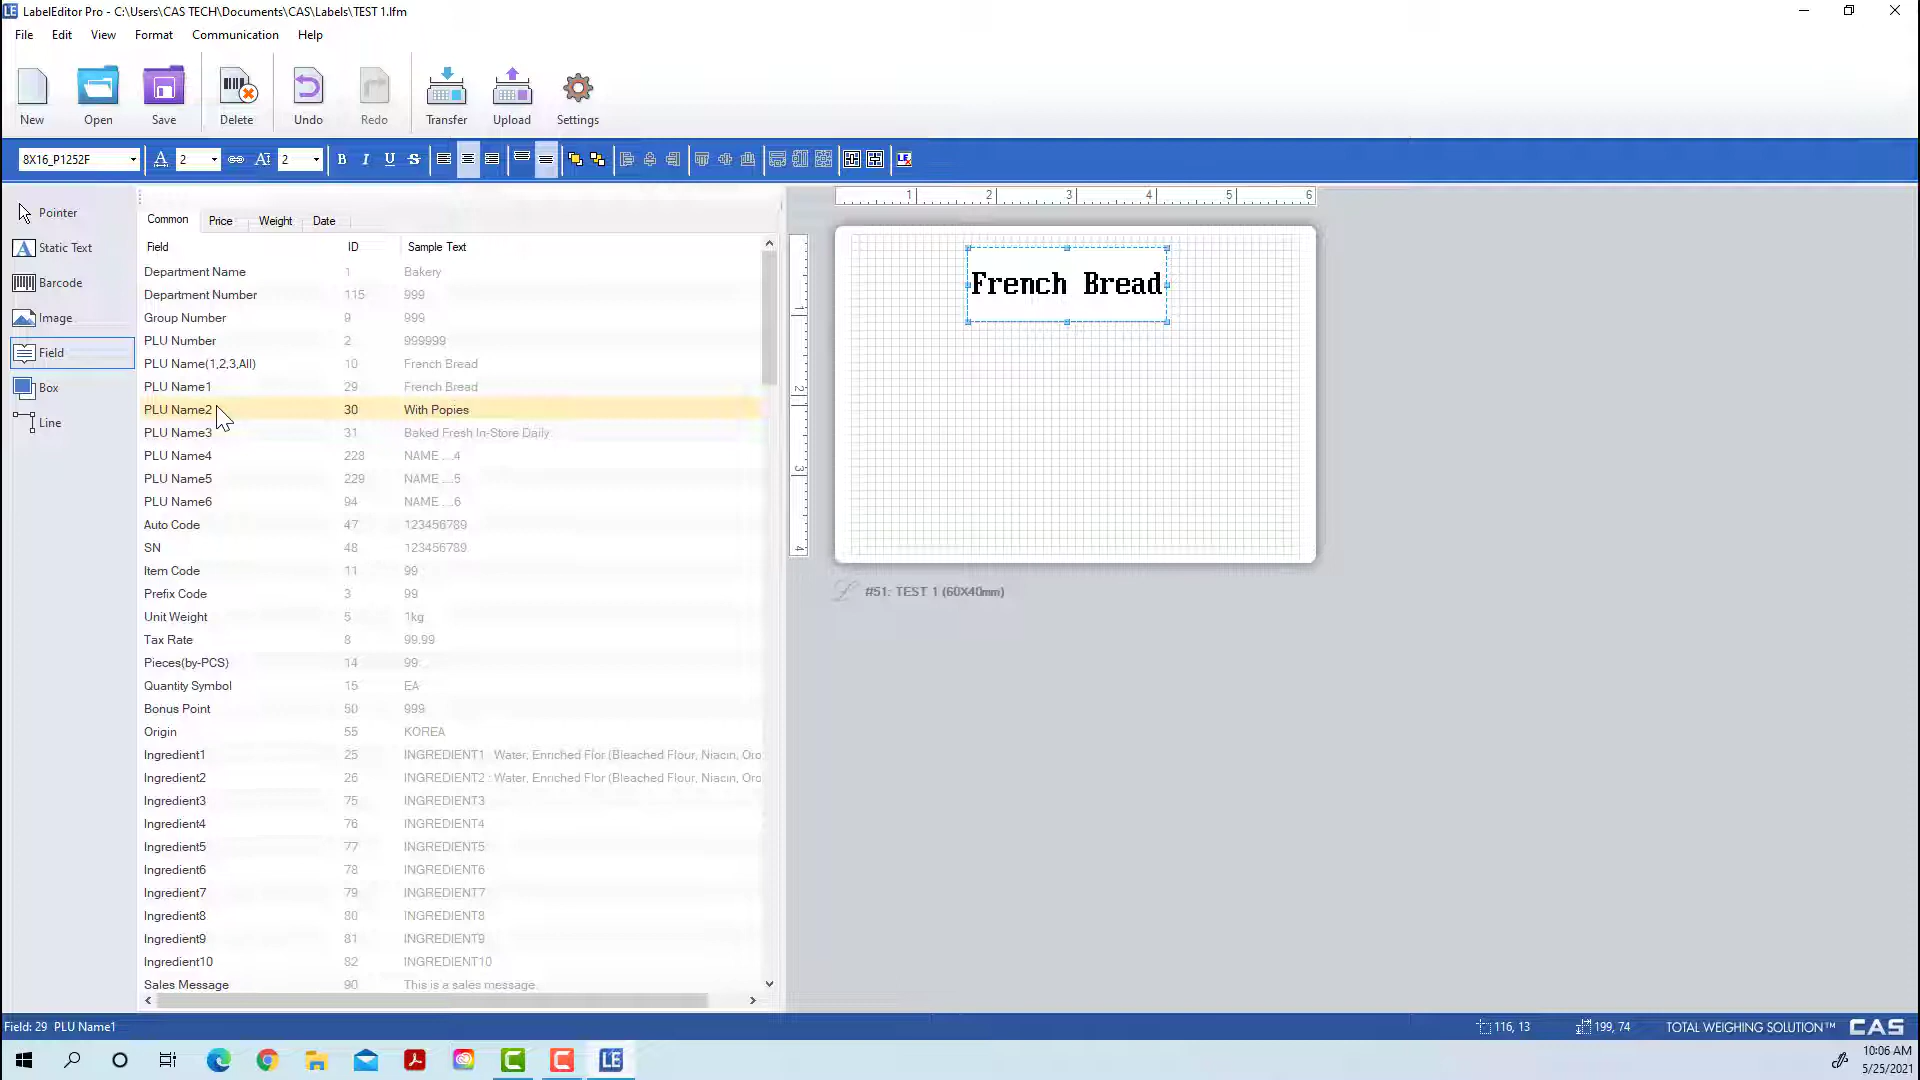 LabelEditor Pro - C:\Users\CAS TECH\Documents\CAS\Labels\TEST 1.lfm
File Edit View Format Communication Help
New Open Save Delete Undo Redo Transfer Upload Settings
8X16_P1252F 2 2 B I U S
1 2 3 4 5 6
Pointer
Static Text
Barcode
Image
Field
Box
Line
Common Price Weight Date
Field ID Sample Text
Department Name 1 Bakery
Department Number 115 999
Group Number 9 999
PLU Number 2 999999
PLU Name(1,2,3,All) 10 French Bread
PLU Name1 29 French Bread
PLU Name2 30 With Popies
PLU Name3 31 Baked Fresh In-Store Daily
PLU Name4 228 NAME ...4
PLU Name5 229 NAME ...5
PLU Name6 94 NAME ...6
Auto Code 47 123456789
SN 48 123456789
Item Code 11 99
Prefix Code 3 99
Unit Weight 5 1kg
Tax Rate 8 99.99
Pieces(by-PCS) 14 99
Quantity Symbol 15 EA
Bonus Point 50 999
Origin 55 KOREA
Ingredient1 25 INGREDIENT1 : Water, Enriched Flor (Bleached Flour, Niacin, Oro
Ingredient2 26 INGREDIENT2 : Water, Enriched Flor (Bleached Flour, Niacin, Oro
Ingredient3 75 INGREDIENT3
Ingredient4 76 INGREDIENT4
Ingredient5 77 INGREDIENT5
Ingredient6 78 INGREDIENT6
Ingredient7 79 INGREDIENT7
Ingredient8 80 INGREDIENT8
Ingredient9 81 INGREDIENT9
Ingredient10 82 INGREDIENT10
Sales Message 90 This is a sales message.
French Bread
1
2
3
4
#51: TEST 1 (60X40mm)
Field: 29 PLU Name1
116, 13 199, 74 TOTAL WEIGHING SOLUTION™ CAS
10:06 AM
5/25/2021